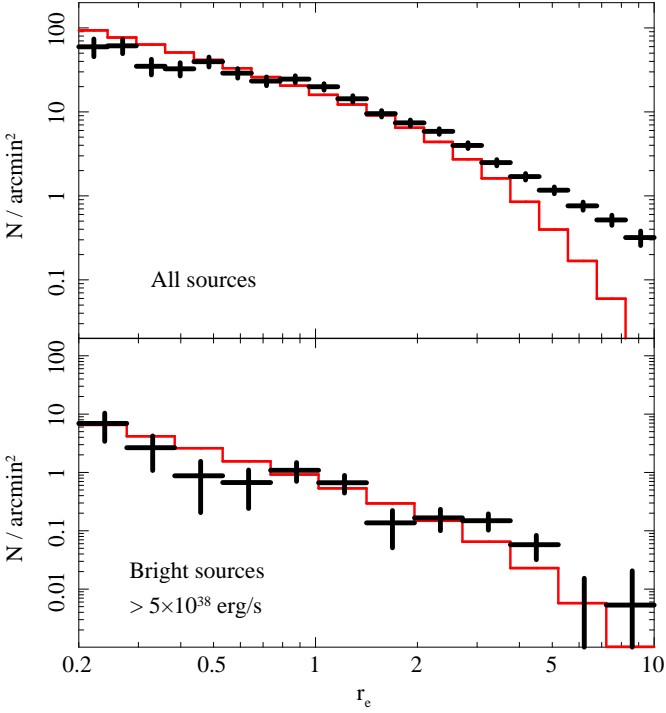 100
10
1
0.1
N / arcmin²
All sources
100
10
1
0.1
0.01
N / arcmin²
Bright sources
> 5×10³⁸ erg/s
0.2 0.5 1 2 5 10
r_e